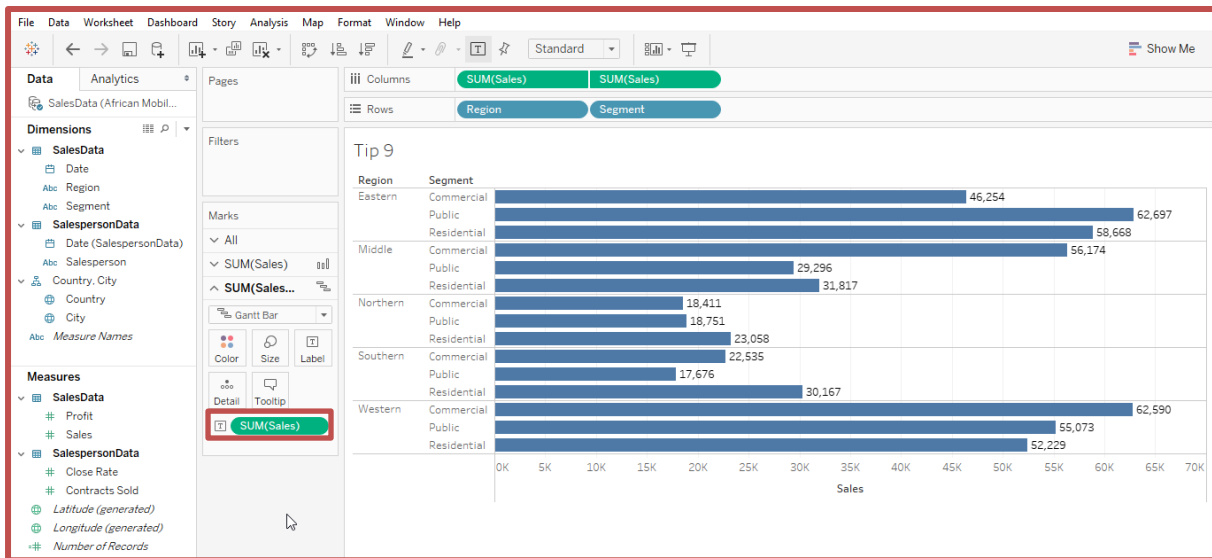 File Data Worksheet Dashboard Story Analysis Map Format Window Help
Standard
Show Me
Data Analytics
SalesData (African Mobil...
Dimensions
SalesData
Date
Abc Region
Abc Segment
SalespersonData
Date (SalespersonData)
Abc Salesperson
Country, City
Country
City
Abc Measure Names
Measures
SalesData
# Profit
# Sales
SalespersonData
# Close Rate
# Contracts Sold
Latitude (generated)
Longitude (generated)
=# Number of Records
Pages
Filters
Marks
All
SUM(Sales)
SUM(Sales...
Gantt Bar
Color Size T Label
Detail Tooltip
T SUM(Sales)
iii Columns SUM(Sales) SUM(Sales)
Rows Region Segment
Tip 9
Region Segment
Eastern Commercial 46,254
Public 62,697
Residential 58,668
Middle Commercial 56,174
Public 29,296
Residential 31,817
Northern Commercial 18,411
Public 18,751
Residential 23,058
Southern Commercial 22,535
Public 17,676
Residential 30,167
Western Commercial 62,590
Public 55,073
Residential 52,229
0K 5K 10K 15K 20K 25K 30K 35K 40K 45K 50K 55K 60K 65K 70K
Sales